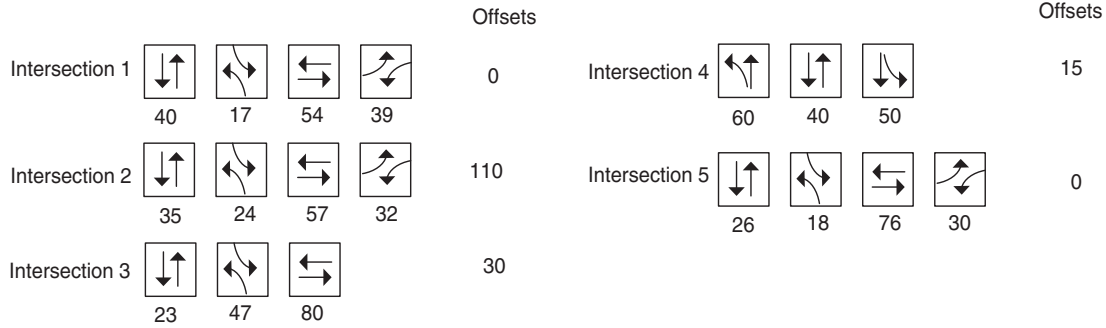 Offsets
Intersection 1
0
40 17 54 39
Intersection 2
110
35 24 57 32
Intersection 3
30
23 47 80
Offsets
Intersection 4
15
60 40 50
Intersection 5
0
26 18 76 30